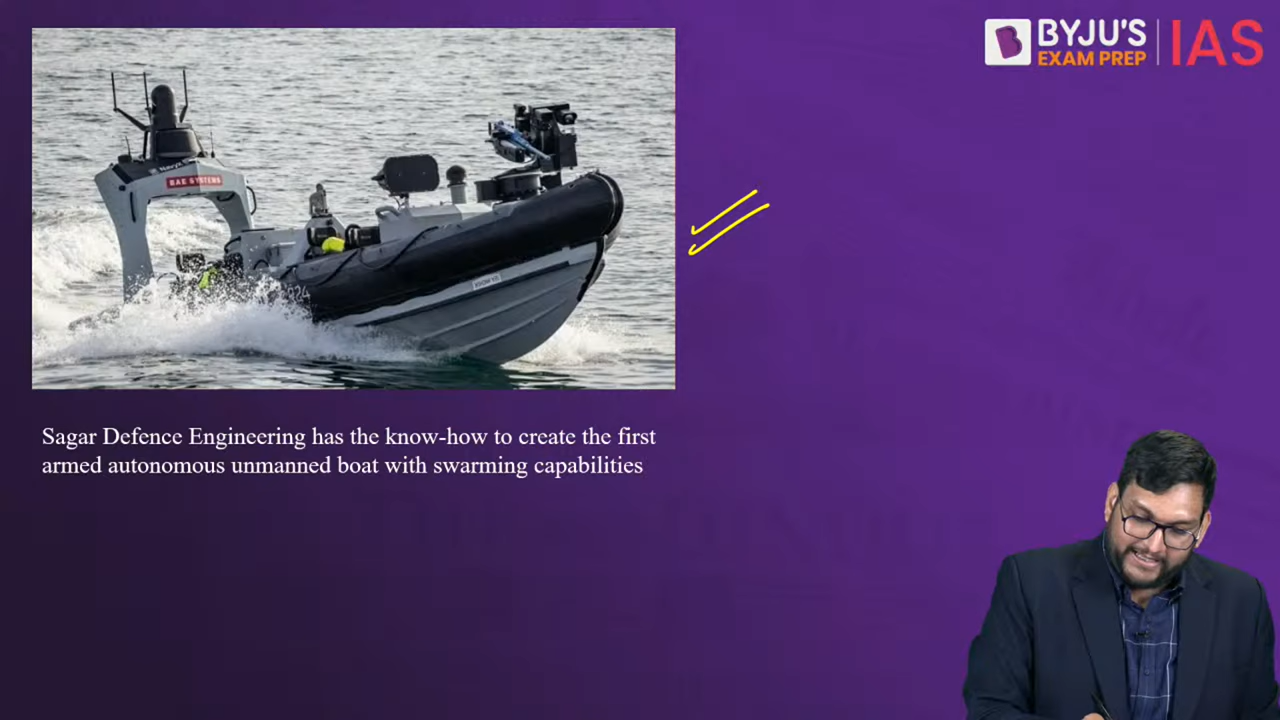 BYJU'S
EXAM PREP
IAS
BAE SYSTEMS
Sagar Defence Engineering has the know-how to create the first
armed autonomous unmanned boat with swarming capabilities